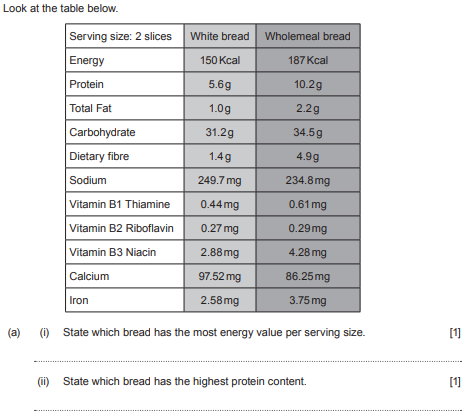 Look at the table below.
Serving size: 2 slices White bread Wholemeal bread
Energy 150Kcal 187Kcal
Protein 5.6g 10.2g
Total Fat 1.0g 2.2g
Carbohydrate 31.2g 34.5g
Dietary fibre 1.4g 4.9g
Sodium 249.7mg 234.8mg
Vitamin B1 Thiamine 0.44mg 0.61mg
Vitamin B2 Riboflavin 0.27mg 0.29mg
Vitamin B3 Niacin 2.88mg 4.28mg
Calcium 97.52mg 86.25mg
Iron 2.58mg 3.75mg
(a) (i) State which bread has the most energy value per serving size. [1]
(ii) State which bread has the highest protein content. [1]